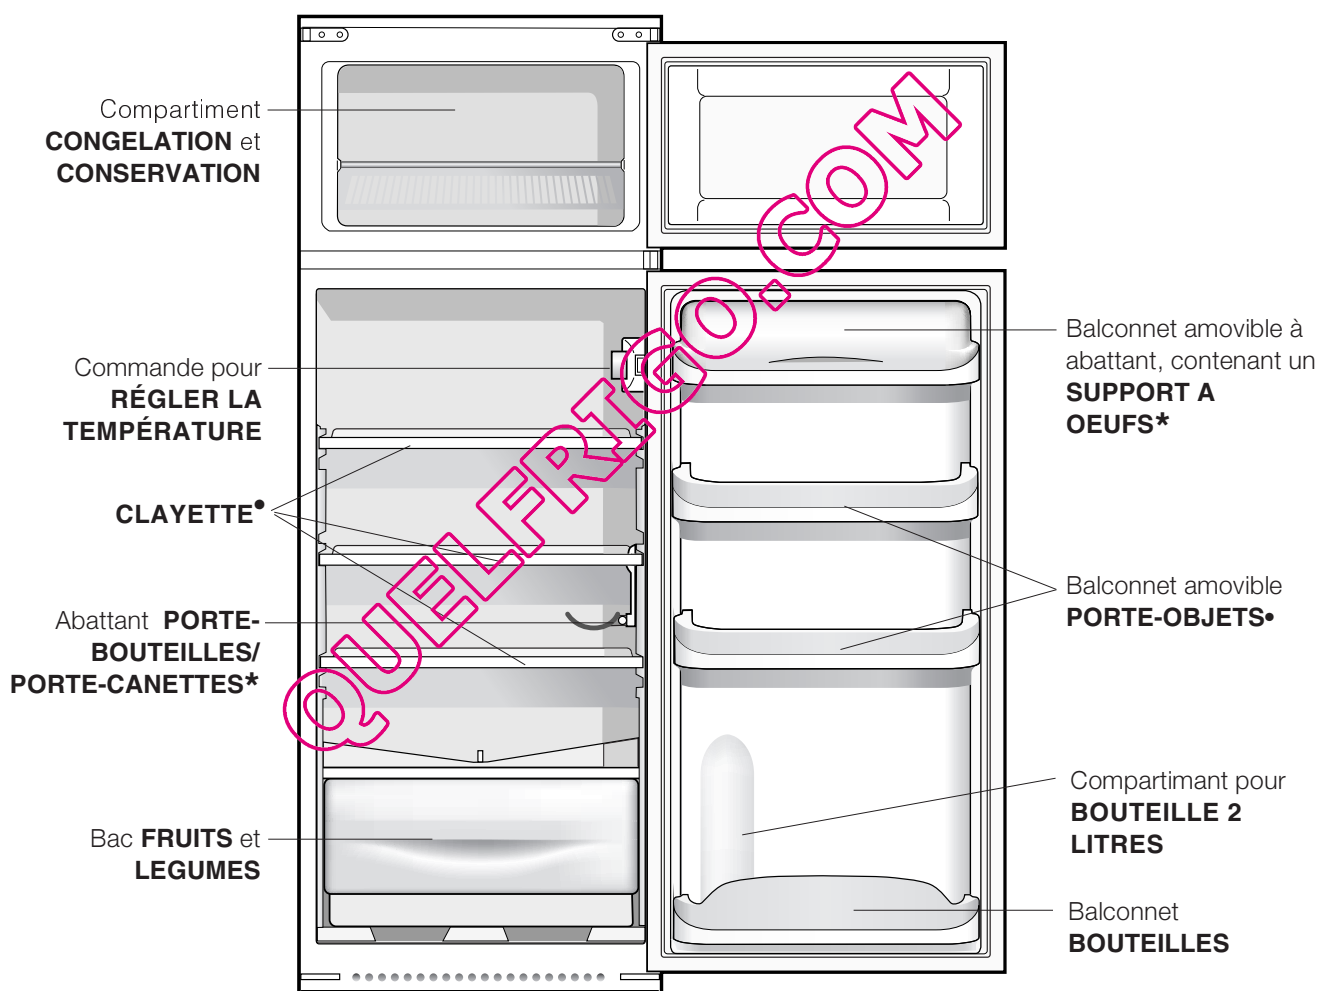 Compartiment
CONGELATION et
CONSERVATION
Commande pour
RÉGLER LA
TEMPÉRATURE
CLAYETTE•
Abattant PORTE-
BOUTEILLES/
PORTE-CANETTES*
Bac FRUITS et
LEGUMES
Balconnet amovible à
abattant, contenant un
SUPPORT A
OEUFS*
Balconnet amovible
PORTE-OBJETS•
Compartimant pour
BOUTEILLE 2
LITRES
Balconnet
BOUTEILLES
QUELFRIGO.COM